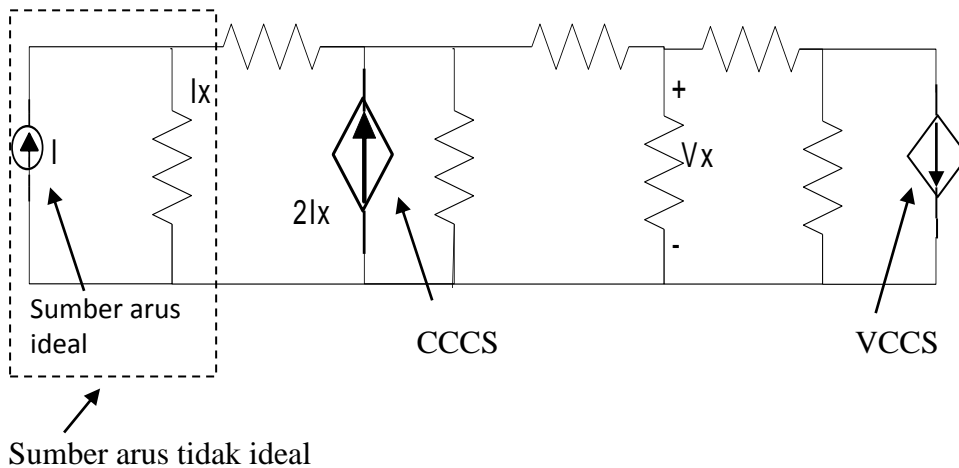 Ix
+
I
Vx
2Ix
-
Sumber arus
ideal
CCCS
VCCS
Sumber arus tidak ideal